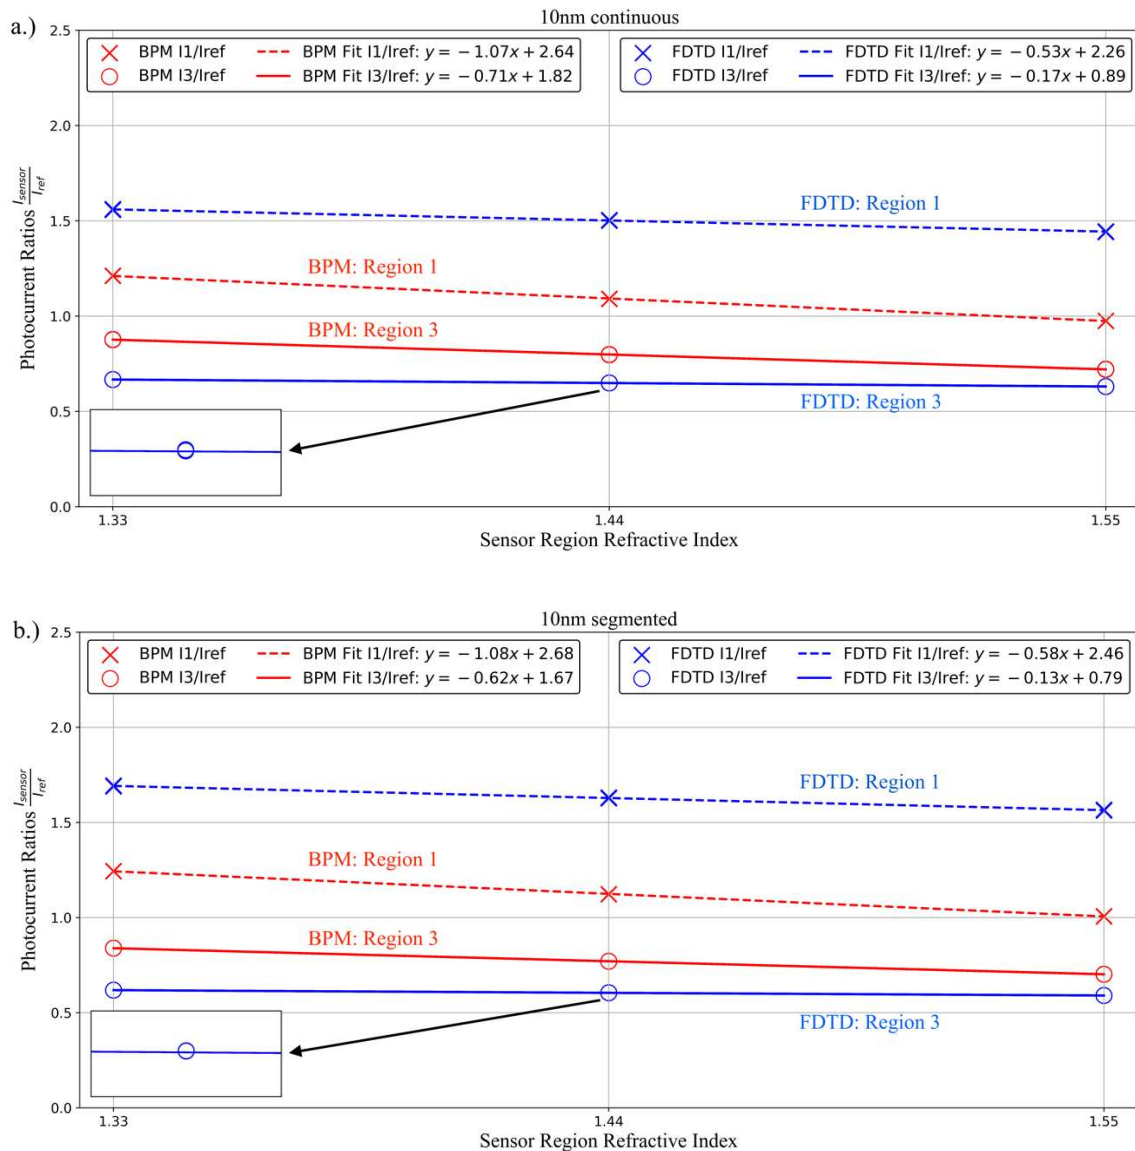 a.)
10nm continuous
2.5
BPM I1/Iref
BPM Fit I1/Iref: y = −1.07x + 2.64
FDTD I1/Iref
FDTD Fit I1/Iref: y = −0.53x + 2.26
BPM I3/Iref
BPM Fit I3/Iref: y = −0.71x + 1.82
FDTD I3/Iref
FDTD Fit I3/Iref: y = −0.17x + 0.89
2.0
Photocurrent Ratios I_sensor/I_ref
FDTD: Region 1
1.5
BPM: Region 1
1.0
BPM: Region 3
FDTD: Region 3
0.5
0.0
1.33 1.44 1.55
Sensor Region Refractive Index
b.)
10nm segmented
2.5
BPM I1/Iref
BPM Fit I1/Iref: y = −1.08x + 2.68
FDTD I1/Iref
FDTD Fit I1/Iref: y = −0.58x + 2.46
BPM I3/Iref
BPM Fit I3/Iref: y = −0.62x + 1.67
FDTD I3/Iref
FDTD Fit I3/Iref: y = −0.13x + 0.79
2.0
Photocurrent Ratios I_sensor/I_ref
FDTD: Region 1
1.5
BPM: Region 1
1.0
BPM: Region 3
FDTD: Region 3
0.5
0.0
1.33 1.44 1.55
Sensor Region Refractive Index